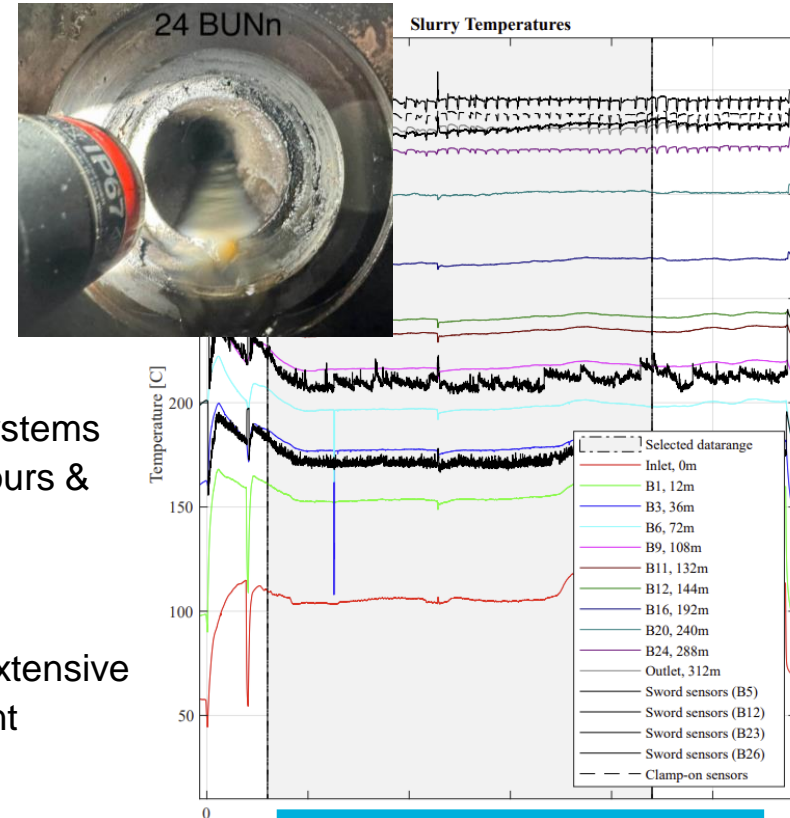 24 BUNn
Slurry Temperatures
IP67
stems
ours &
xtensive
nt
Temperature [C]
200
150
100
50
0
Selected datarange
Inlet, 0m
B1, 12m
B3, 36m
B6, 72m
B9, 108m
B11, 132m
B12, 144m
B16, 192m
B20, 240m
B24, 288m
Outlet, 312m
Sword sensors (B5)
Sword sensors (B12)
Sword sensors (B23)
Sword sensors (B26)
Clamp-on sensors